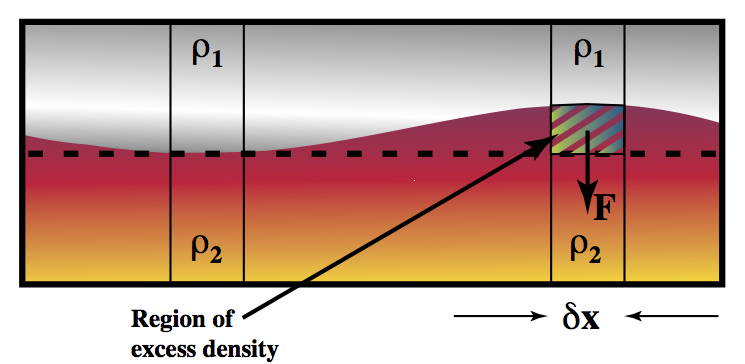 ρ1 ρ1
F
ρ2 ρ2
δx
Region of
excess density